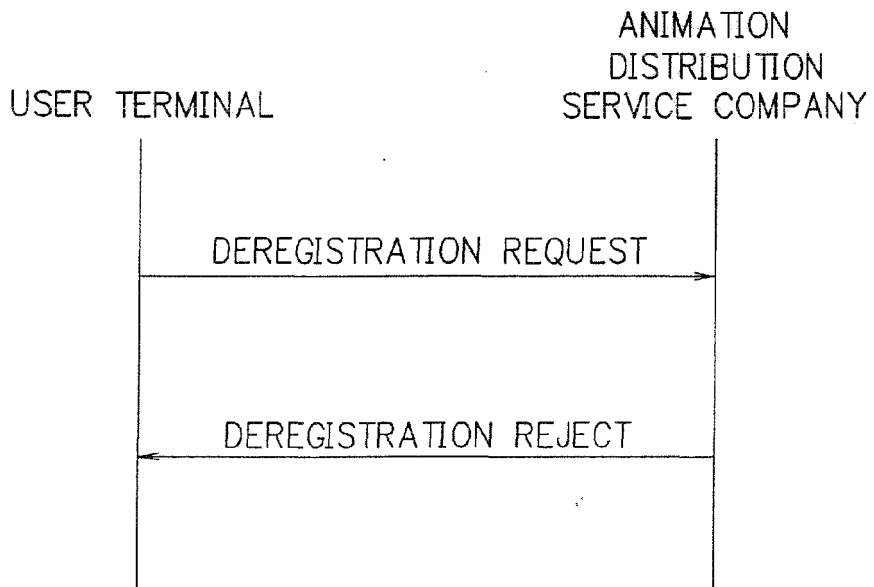 ANIMATION
DISTRIBUTION
USER TERMINAL
SERVICE COMPANY
DEREGISTRATION REQUEST
DEREGISTRATION REJECT